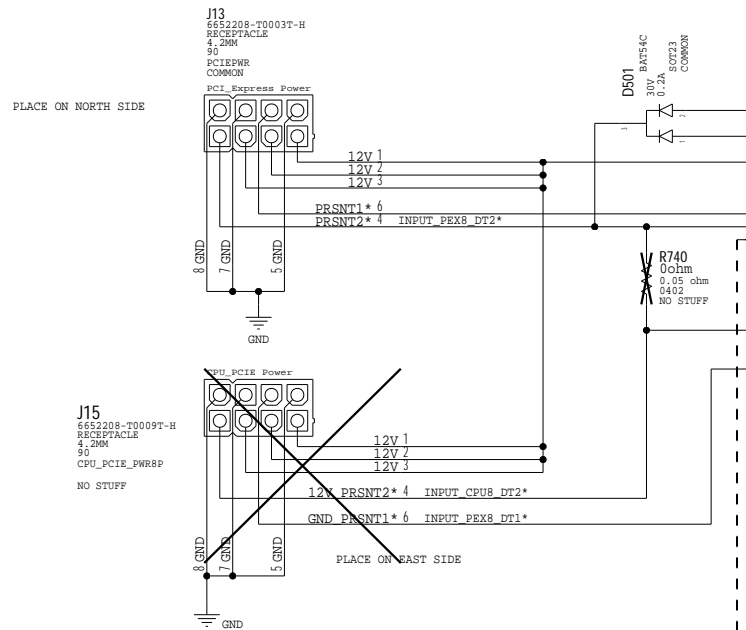 J13
6652208-T0003T-H
RECEPTACLE
4.2MM
90
PCIEPWR
COMMON
PCI_Express Power
PLACE ON NORTH SIDE
D501
BAT54C
30V
0.2A
SOT23
COMMON
3
2
1
12V 1
12V 2
12V 3
PRSNT1* 6
PRSNT2* 4 INPUT_PEX8_DT2*
8 GND
7 GND
5 GND
GND
R740
0ohm
0.05 ohm
0402
NO STUFF
CPU_PCIE Power
J15
6652208-T0009T-H
RECEPTACLE
4.2MM
90
CPU_PCIE_PWR8P
NO STUFF
12V 1
12V 2
12V 3
12V_PRSNT2* 4 INPUT_CPU8_DT2*
GND_PRSNT1* 6 INPUT_PEX8_DT1*
8 GND
7 GND
5 GND
PLACE ON EAST SIDE
GND